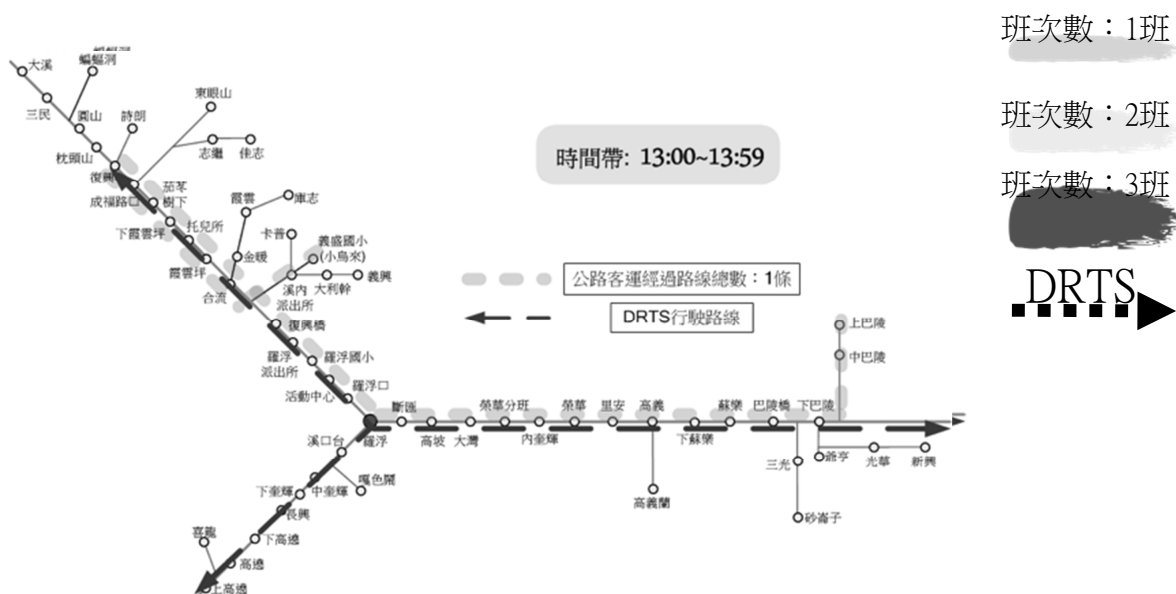 班次數：1班
班次數：2班
班次數：3班
DRTS
時間帶: 13:00~13:59
公路客運經過路線總數：1條
DRTS行駛路線
蝙蝠洞
大溪
三民
圓山
詩朗
枕頭山
復興
東眼山
志繼
佳志
成福路口
茄苳
樹下
下霞雲坪
托兒所
霞雲坪
霞雲
庫志
金暖
合流
卡普
義盛國小
(小烏來)
溪內
派出所
大利幹
義興
復興橋
羅浮
派出所
羅浮國小
活動中心
羅浮口
羅浮
斷匯
高坡
大灣
榮華分班
內奎輝
榮華
里安
高義
高義蘭
下蘇樂
蘇樂
巴陵橋
下巴陵
上巴陵
中巴陵
三光
砂崙子
爺亨
光華
新興
溪口台
嘎色鬧
中奎輝
下奎輝
長興
下高遶
喜龍
高遶
上高遶